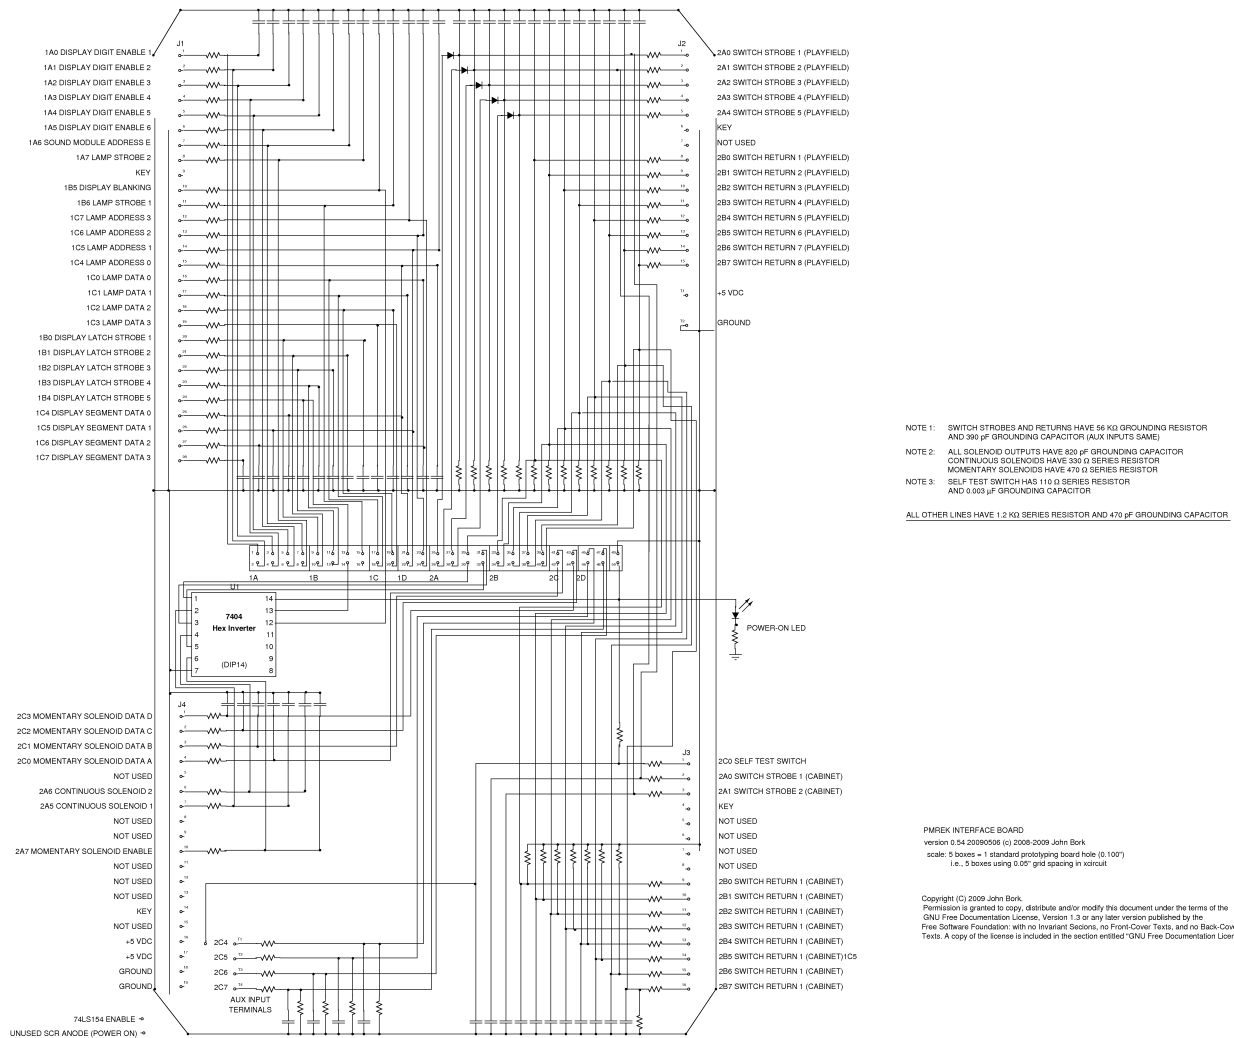 J1
1A0 DISPLAY DIGIT ENABLE 1
1A1 DISPLAY DIGIT ENABLE 2
1A2 DISPLAY DIGIT ENABLE 3
1A3 DISPLAY DIGIT ENABLE 4
1A4 DISPLAY DIGIT ENABLE 5
1A5 DISPLAY DIGIT ENABLE 6
1A6 SOUND MODULE ADDRESS E
1A7 LAMP STROBE 2
KEY
1B5 DISPLAY BLANKING
1B6 LAMP STROBE 1
1C7 LAMP ADDRESS 3
1C6 LAMP ADDRESS 2
1C5 LAMP ADDRESS 1
1C4 LAMP ADDRESS 0
1C0 LAMP DATA 0
1C1 LAMP DATA 1
1C2 LAMP DATA 2
1C3 LAMP DATA 3
1B0 DISPLAY LATCH STROBE 1
1B1 DISPLAY LATCH STROBE 2
1B2 DISPLAY LATCH STROBE 3
1B3 DISPLAY LATCH STROBE 4
1B4 DISPLAY LATCH STROBE 5
1C4 DISPLAY SEGMENT DATA 0
1C5 DISPLAY SEGMENT DATA 1
1C6 DISPLAY SEGMENT DATA 2
1C7 DISPLAY SEGMENT DATA 3
J2
2A0 SWITCH STROBE 1 (PLAYFIELD)
2A1 SWITCH STROBE 2 (PLAYFIELD)
2A2 SWITCH STROBE 3 (PLAYFIELD)
2A3 SWITCH STROBE 4 (PLAYFIELD)
2A4 SWITCH STROBE 5 (PLAYFIELD)
KEY
NOT USED
2B0 SWITCH RETURN 1 (PLAYFIELD)
2B1 SWITCH RETURN 2 (PLAYFIELD)
2B2 SWITCH RETURN 3 (PLAYFIELD)
2B3 SWITCH RETURN 4 (PLAYFIELD)
2B4 SWITCH RETURN 5 (PLAYFIELD)
2B5 SWITCH RETURN 6 (PLAYFIELD)
2B6 SWITCH RETURN 7 (PLAYFIELD)
2B7 SWITCH RETURN 8 (PLAYFIELD)
+5 VDC
GROUND
NOTE 1: SWITCH STROBES AND RETURNS HAVE 56 KΩ GROUNDING RESISTOR
AND 390 pF GROUNDING CAPACITOR (AUX INPUTS SAME)
NOTE 2: ALL SOLENOID OUTPUTS HAVE 820 pF GROUNDING CAPACITOR
CONTINUOUS SOLENOIDS HAVE 330 Ω SERIES RESISTOR
MOMENTARY SOLENOIDS HAVE 470 Ω SERIES RESISTOR
NOTE 3: SELF TEST SWITCH HAS 110 Ω SERIES RESISTOR
AND 0.003 µF GROUNDING CAPACITOR
ALL OTHER LINES HAVE 1.2 KΩ SERIES RESISTOR AND 470 pF GROUNDING CAPACITOR
1A 1B 1C 1D 2A 2B 2C 2D
U1
1 14
2 13
3 12
4 11
5 10
6 9
7 8
7404
Hex Inverter
(DIP14)
POWER-ON LED
J4
2C3 MOMENTARY SOLENOID DATA D
2C2 MOMENTARY SOLENOID DATA C
2C1 MOMENTARY SOLENOID DATA B
2C0 MOMENTARY SOLENOID DATA A
NOT USED
2A6 CONTINUOUS SOLENOID 2
2A5 CONTINUOUS SOLENOID 1
NOT USED
NOT USED
2A7 MOMENTARY SOLENOID ENABLE
NOT USED
NOT USED
NOT USED
KEY
NOT USED
+5 VDC
+5 VDC
GROUND
GROUND
2C4
2C5
2C6
2C7
AUX INPUT
TERMINALS
74LS154 ENABLE
UNUSED SCR ANODE (POWER ON)
J3
2C0 SELF TEST SWITCH
2A0 SWITCH STROBE 1 (CABINET)
2A1 SWITCH STROBE 2 (CABINET)
KEY
NOT USED
NOT USED
NOT USED
NOT USED
2B0 SWITCH RETURN 1 (CABINET)
2B1 SWITCH RETURN 1 (CABINET)
2B2 SWITCH RETURN 1 (CABINET)
2B3 SWITCH RETURN 1 (CABINET)
2B4 SWITCH RETURN 1 (CABINET)
2B5 SWITCH RETURN 1 (CABINET)1C5
2B6 SWITCH RETURN 1 (CABINET)
2B7 SWITCH RETURN 1 (CABINET)
PMREK INTERFACE BOARD
version 0.54 20090506 (c) 2008-2009 John Bork
scale: 5 boxes = 1 standard prototyping board hole (0.100")
i.e., 5 boxes using 0.05" grid spacing in xcircuit
Copyright (C) 2009 John Bork.
Permission is granted to copy, distribute and/or modify this document under the terms of the
GNU Free Documentation License, Version 1.3 or any later version published by the
Free Software Foundation: with no Invariant Secions, no Front-Cover Texts, and no Back-Cov
Texts. A copy of the license is included in the section entitled "GNU Free Documentation Licer